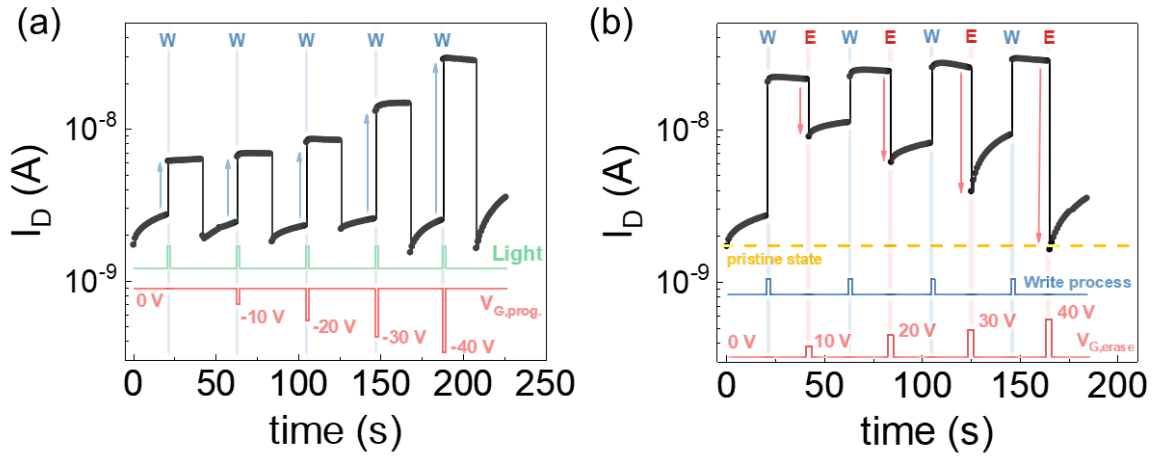 (a)
W W W W W
I_D (A)
10⁻⁸
10⁻⁹
Light
0 V
V_G,prog.
-10 V
-20 V
-30 V
-40 V
0 50 100 150 200 250
time (s)
(b)
W E W E W E W E
I_D (A)
10⁻⁸
10⁻⁹
pristine state
Write process
0 V
10 V
20 V
30 V
40 V
V_G,erase
0 50 100 150 200
time (s)